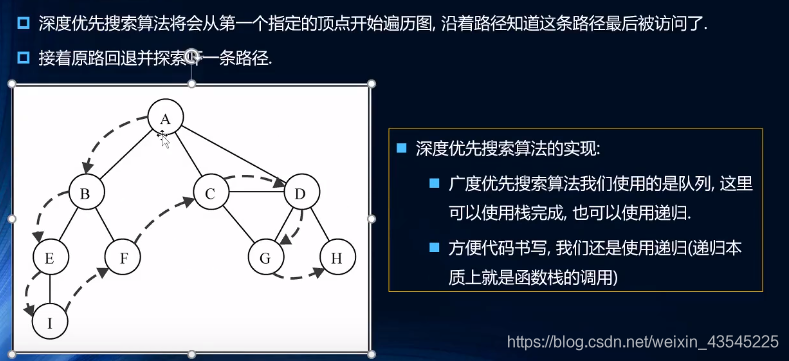 深度优先搜索算法将会从第一个指定的顶点开始遍历图, 沿着路径知道这条路径最后被访问了.
接着原路回退并探索下一条路径.
A
B
C
D
E
F
G
H
I
深度优先搜索算法的实现:
广度优先搜索算法我们使用的是队列, 这里
可以使用栈完成, 也可以使用递归.
方便代码书写, 我们还是使用递归(递归本
质上就是函数栈的调用)
https://blog.csdn.net/weixin_43545225